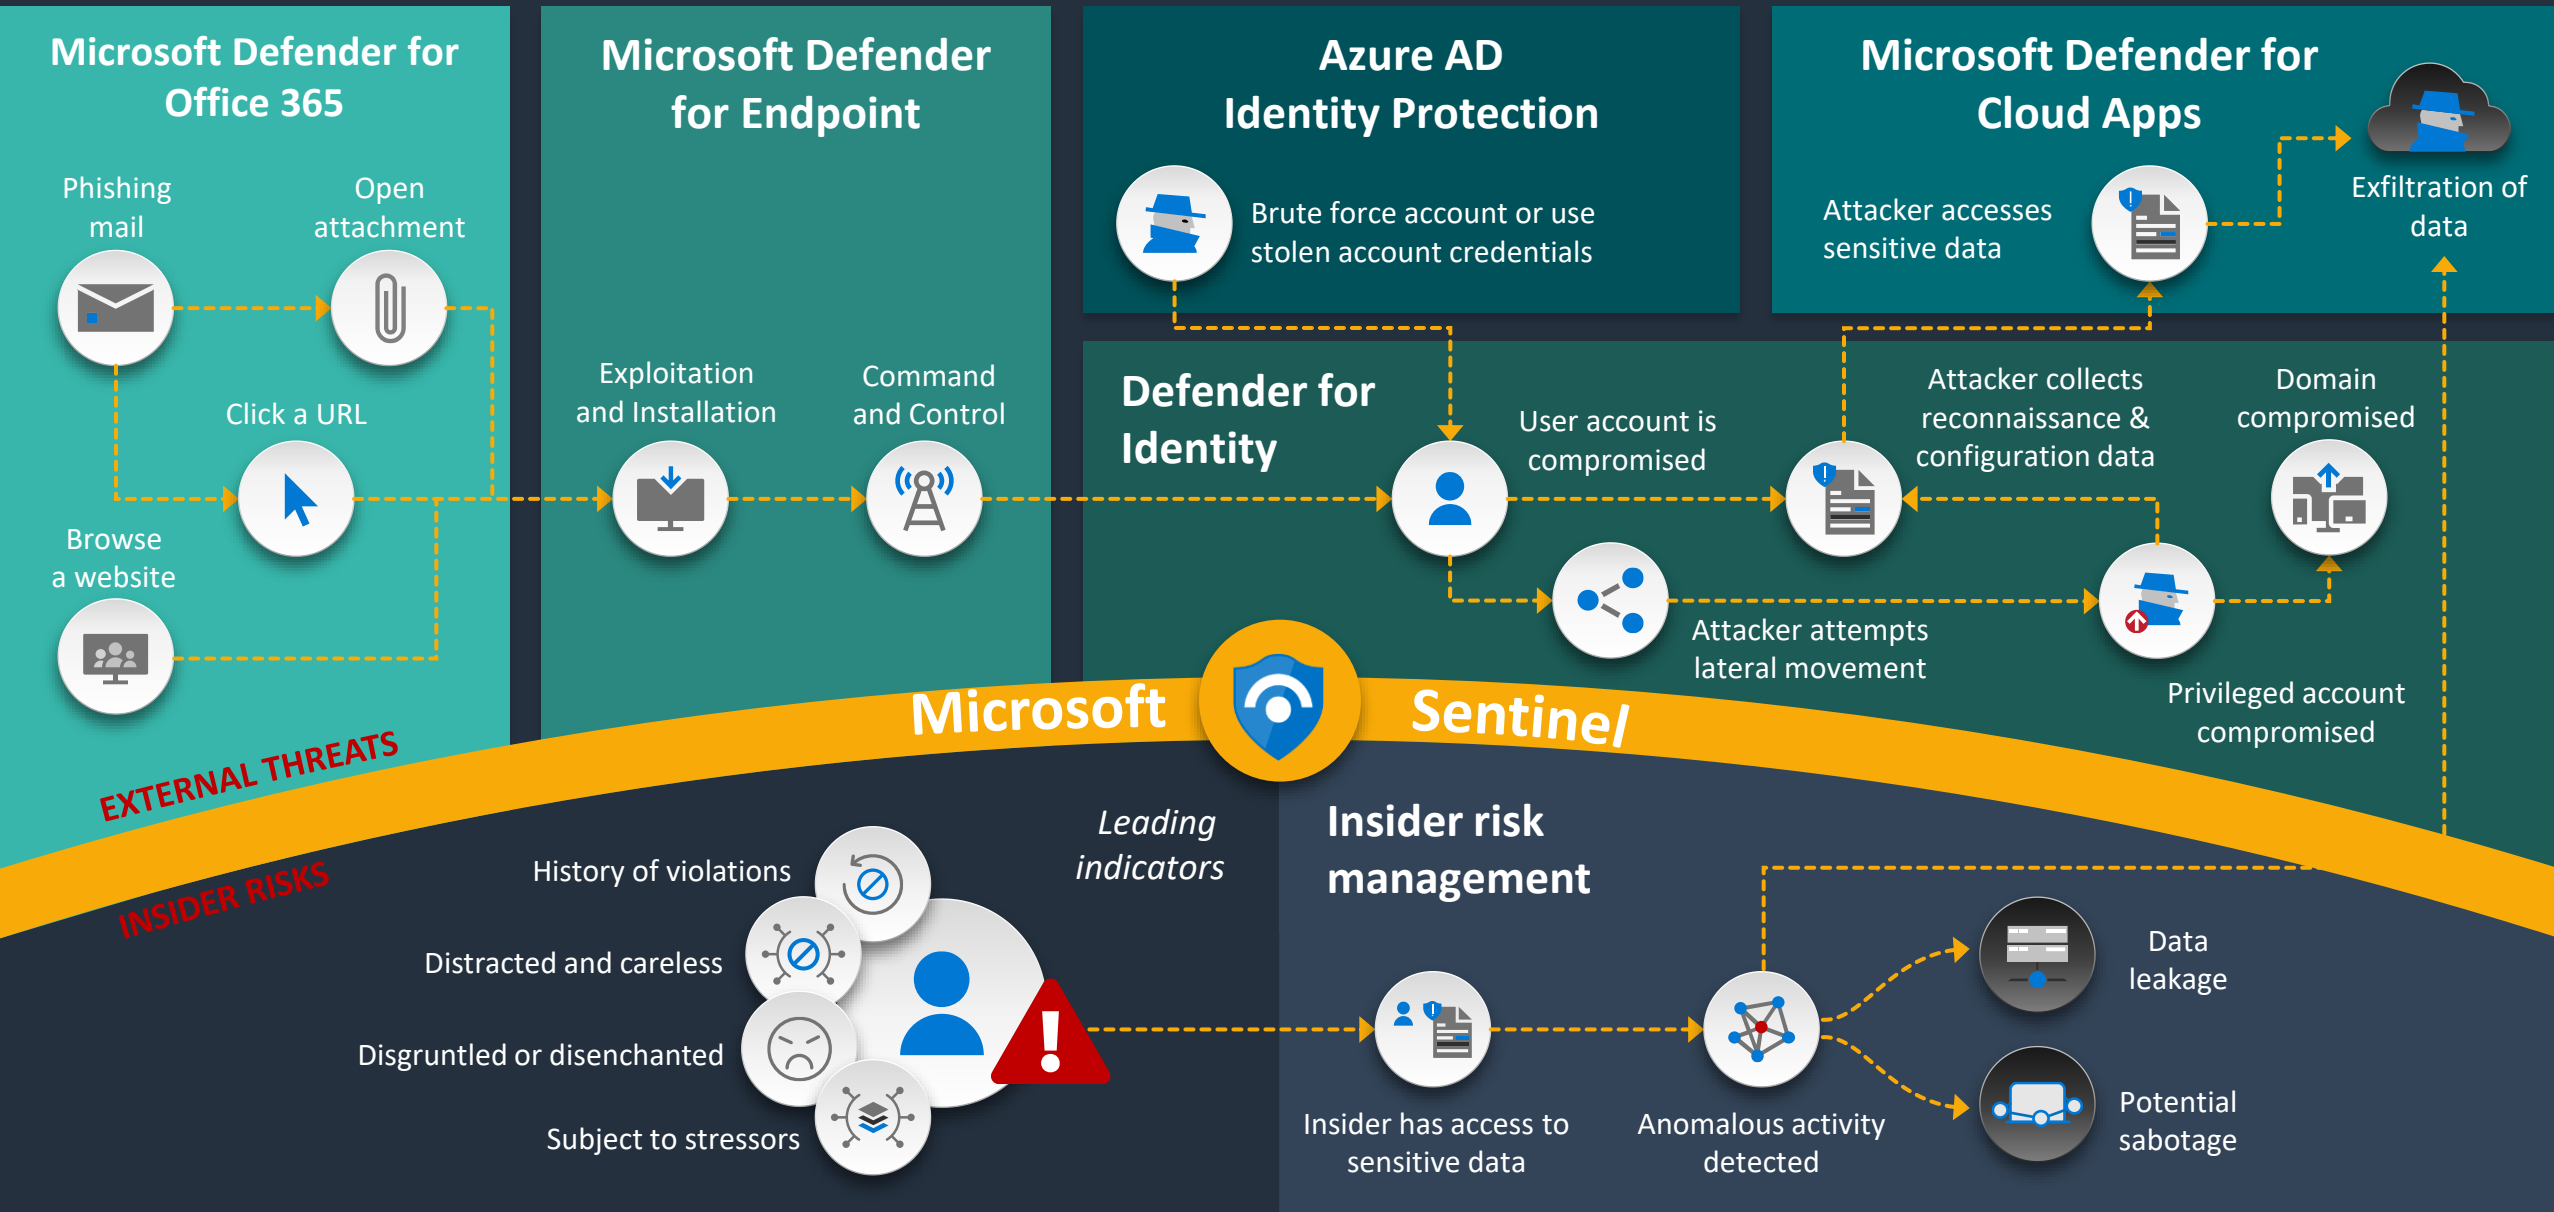 Microsoft Defender for
Office 365
Phishing
mail
Open
attachment
Click a URL
Browse
a website
Microsoft Defender
for Endpoint
Exploitation
and Installation
Command
and Control
Azure AD
Identity Protection
Brute force account or use
stolen account credentials
Microsoft Defender for
Cloud Apps
Attacker accesses
sensitive data
Exfiltration of
data
Defender for
Identity
User account is
compromised
Attacker collects
reconnaissance &
configuration data
Domain
compromised
Attacker attempts
lateral movement
Privileged account
compromised
Microsoft Sentinel
EXTERNAL THREATS
INSIDER RISKS
Leading
indicators
History of violations
Distracted and careless
Disgruntled or disenchanted
Subject to stressors
Insider risk
management
Insider has access to
sensitive data
Anomalous activity
detected
Data
leakage
Potential
sabotage